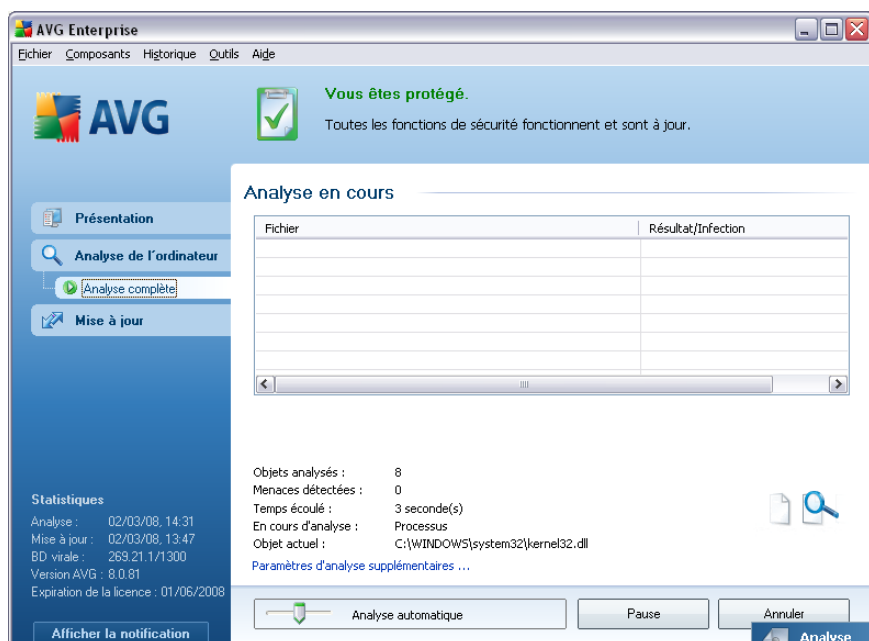 AVG Enterprise
Fichier Composants Historique Outils Aide
AVG
Vous êtes protégé.
Toutes les fonctions de sécurité fonctionnent et sont à jour.
Présentation
Analyse de l'ordinateur
Analyse complète
Mise à jour
Statistiques
Analyse : 02/03/08, 14:31
Mise à jour : 02/03/08, 13:47
BD virale : 269.21.1/1300
Version AVG : 8.0.81
Expiration de la licence : 01/06/2008
Afficher la notification
Analyse en cours
Fichier Résultat/Infection
Objets analysés : 8
Menaces détectées : 0
Temps écoulé : 3 seconde(s)
En cours d'analyse : Processus
Objet actuel : C:\WINDOWS\system32\kernel32.dll
Paramètres d'analyse supplémentaires ...
Analyse automatique Pause Annuler
Analyse